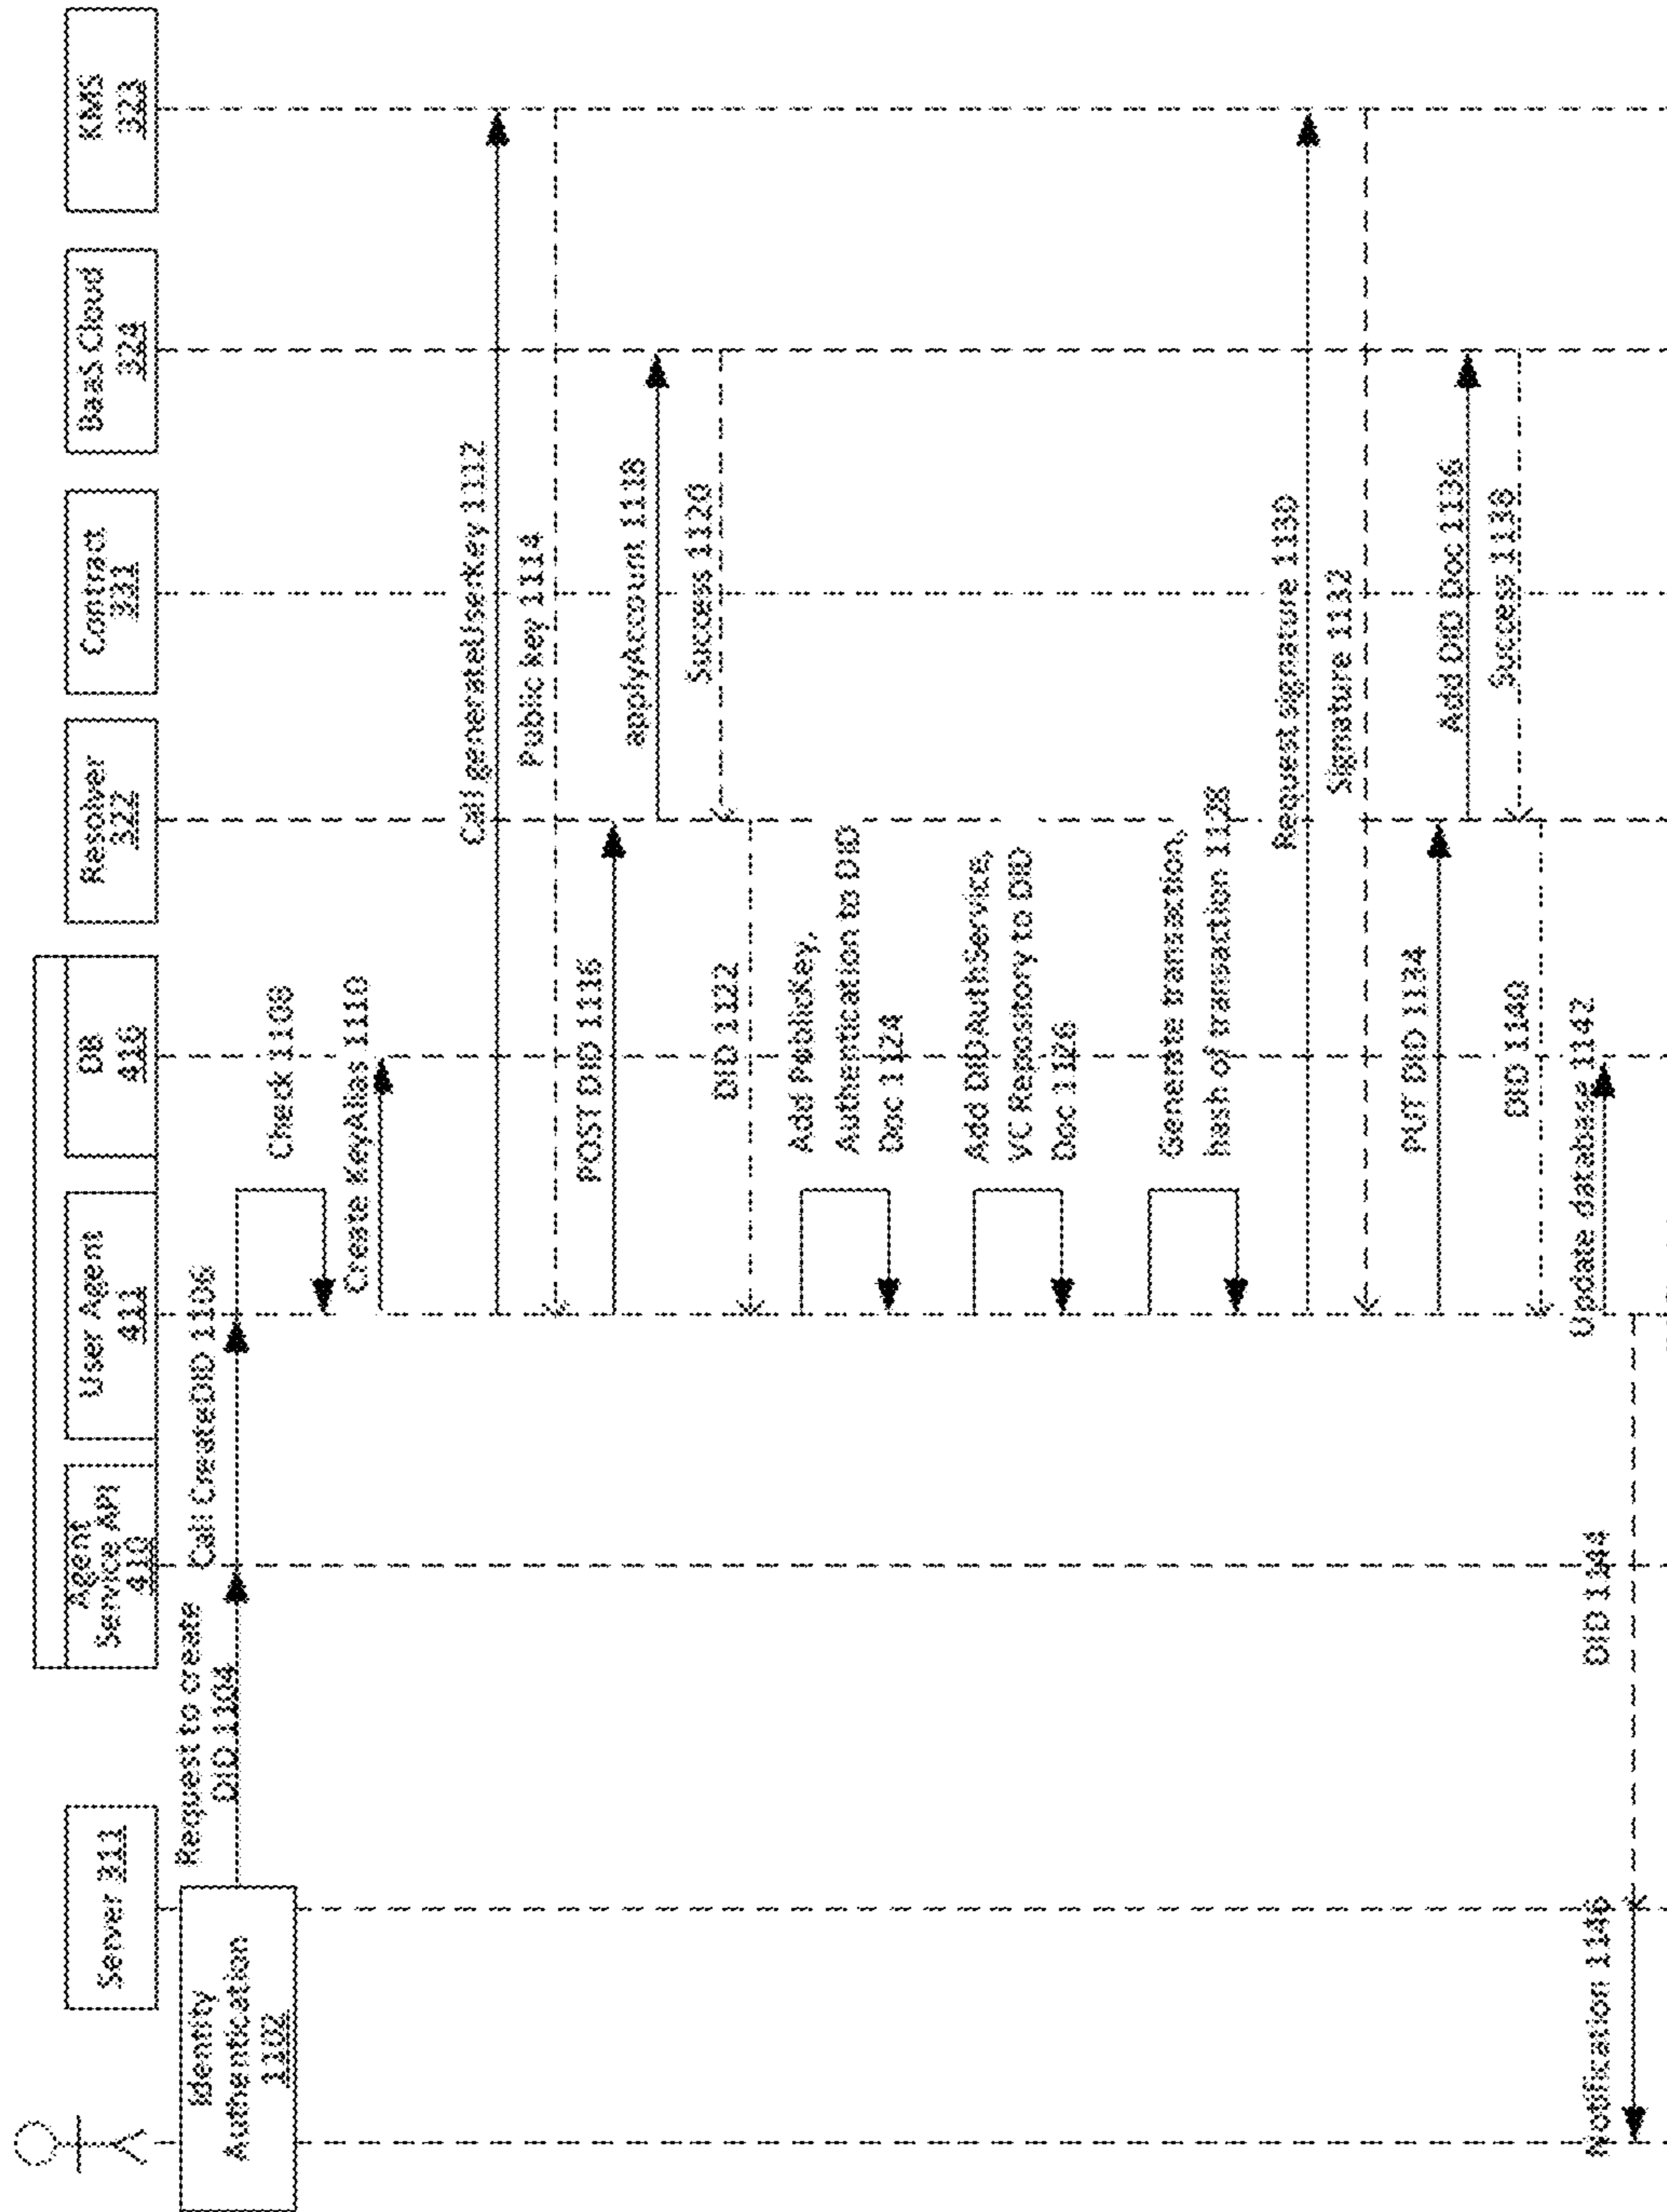 Server 311
Agent
Service API
410
User Agent
411
DB
416
Resolver
322
Contract
331
BaaS Cloud
324
KMS
323
Identity
Authentication
1102
Request to create
DID 1104
Call CreateDID 1106
Check 1108
Create KeyAlias 1110
Call generateUserKey 1112
Public key 1114
POST DID 1116
applyAccount 1118
Success 1120
DID 1122
Add PublicKey,
Authentication to DID
Doc 1124
Add DIDAuthService,
VC Repository to DID
Doc 1126
Generate transaction,
hash of transaction 1128
Request signature 1130
Signature 1132
PUT DID 1134
Add DID Doc 1136
Success 1138
DID 1140
Update database 1142
DID 1144
Notification 1146